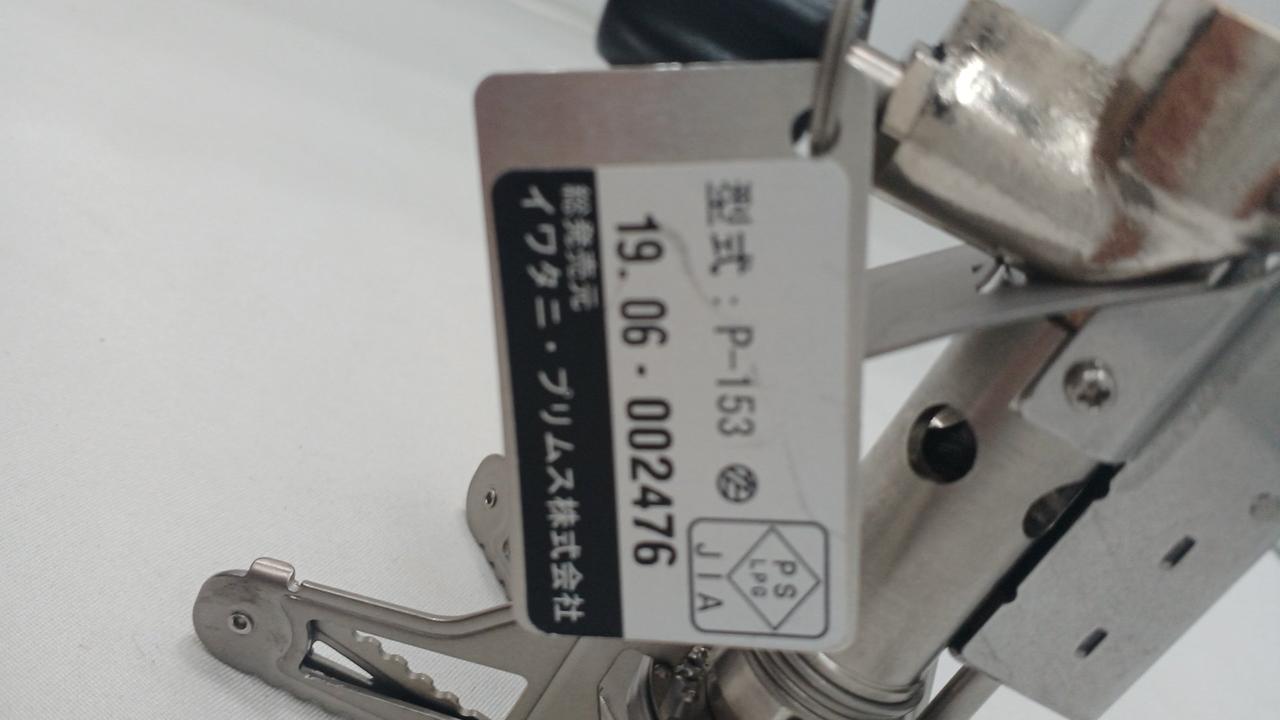 型式：P-153 ㋝
PS
LPG
JIA
19.06・002476
総発売元
イワタニ・プリムス株式会社